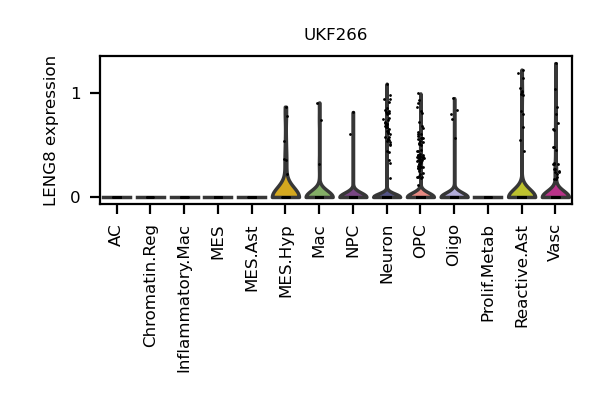 UKF266
LENG8 expression
1
0
AC
Chromatin.Reg
Inflammatory.Mac
MES
MES.Ast
MES.Hyp
Mac
NPC
Neuron
OPC
Oligo
Prolif.Metab
Reactive.Ast
Vasc